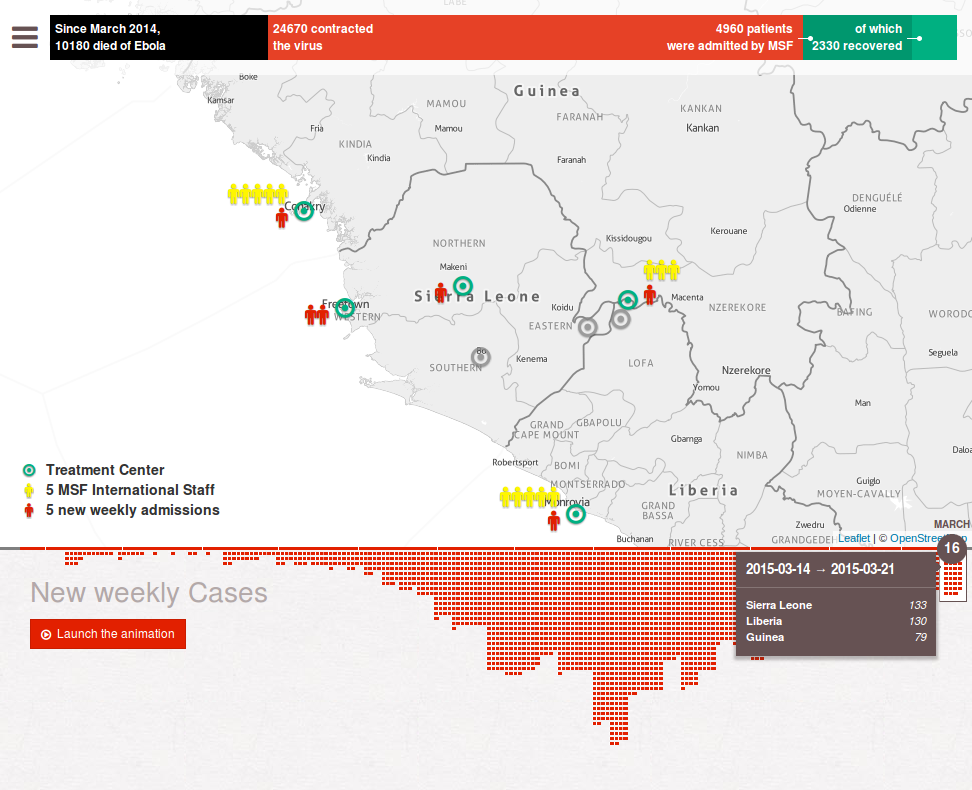 LABE
Since March 2014,
10180 died of Ebola
24670 contracted
the virus
4960 patients
were admitted by MSF
of which
2330 recovered
Boke
Kamsar
Guinea
MAMOU
KANKAN
FARANAH
Fria
Mamou
Kankan
KINDIA
Kindia
Faranah
DENGUÉLÉ
Odienne
Conakry
Kerouane
Kissidougou
NORTHERN
Makeni
Sierra Leone
Macenta
Freetown
WESTERN
Koidu
NZEREKORE
BAFING
EASTERN
Bo
Kenema
SOUTHERN
LOFA
Seguela
Nzerekore
Yomou
Man
GRAND
CAPE MOUNT
GBAPOLU
Gbarnga
NIMBA
Robertsport
BOMI
MONTSERRADO
Guiglo
MOYEN-CAVALLY
Liberia
Monrovia
GRAND
BASSA
Zwedru
Buchanan
RIVER CESS
GRANDGEDEH
Treatment Center
5 MSF International Staff
5 new weekly admissions
Leaflet | © OpenStreetMap
MARCH
16
New weekly Cases
Launch the animation
2015-03-14 → 2015-03-21
Sierra Leone 133
Liberia 130
Guinea 79